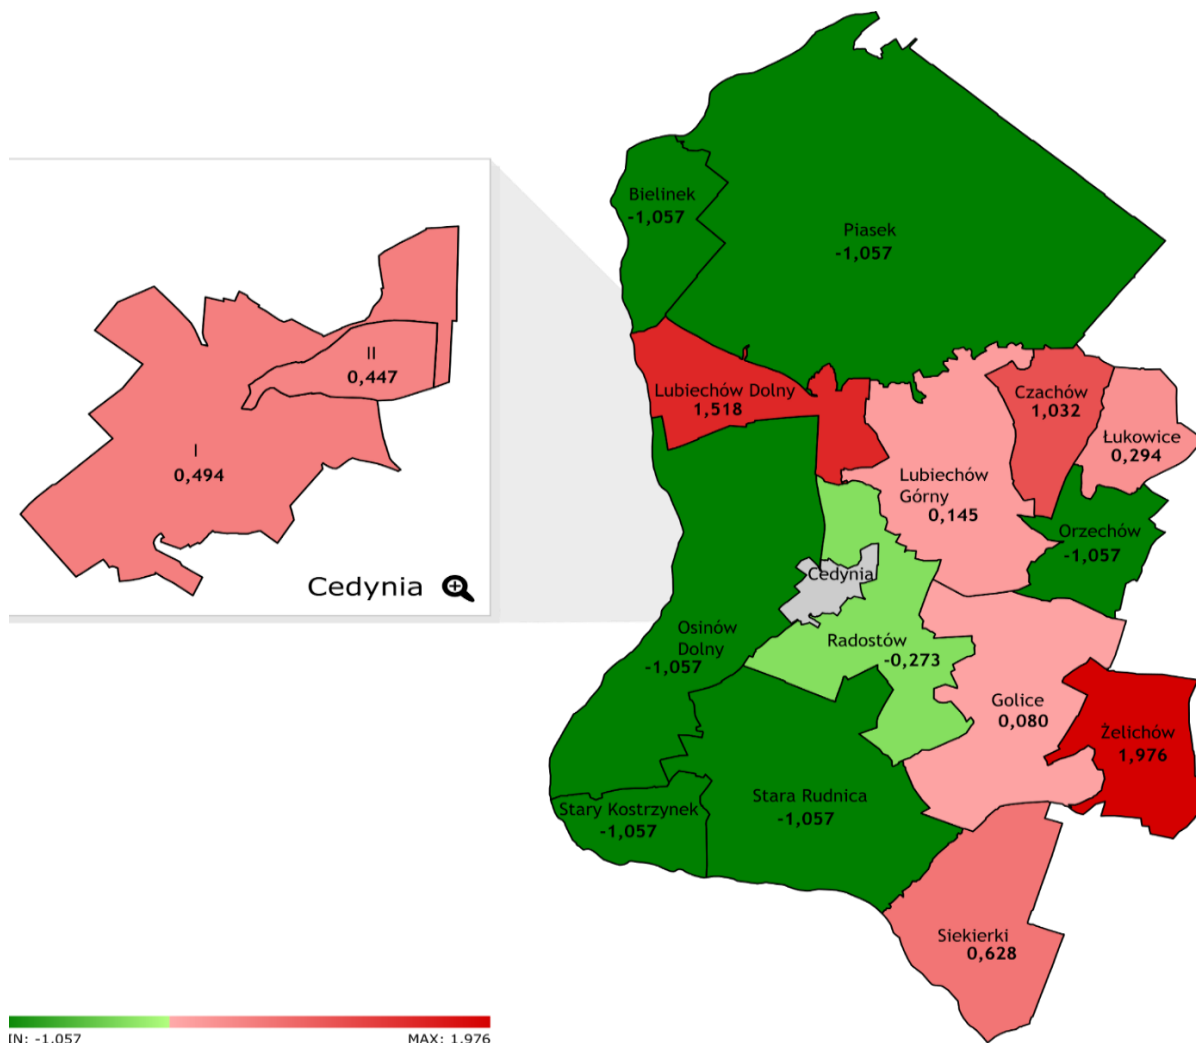 Bielinek
-1,057
Piasek
-1,057
II
0,447
Lubiechów Dolny
1,518
Czachów
1,032
Łukowice
0,294
I
0,494
Lubiechów
Górny
0,145
Orzechów
-1,057
Cedynia
Cedynia
Osinów
Dolny
-1,057
Radostów
-0,273
Golice
0,080
Żelichów
1,976
Stary Kostrzynek
-1,057
Stara Rudnica
-1,057
Siekierki
0,628
IN: -1.057
MAX: 1.976